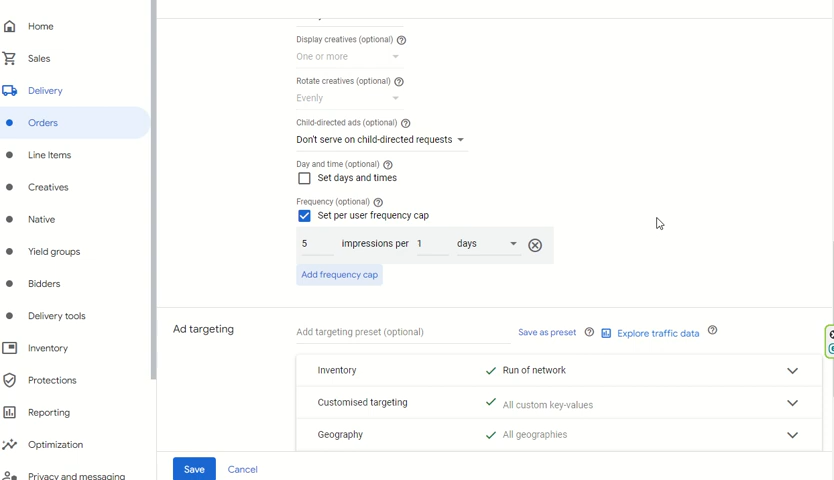 Home
Sales
Delivery
Orders
Line Items
Creatives
Native
Yield groups
Bidders
Delivery tools
Inventory
Protections
Reporting
Optimization
Privacy and messaging
Display creatives (optional)
One or more
Rotate creatives (optional)
Evenly
Child-directed ads (optional)
Don't serve on child-directed requests
Day and time (optional)
Set days and times
Frequency (optional)
Set per user frequency cap
5 impressions per 1 days
Add frequency cap
Ad targeting
Add targeting preset (optional) Save as preset Explore traffic data
Inventory Run of network
Customised targeting All custom key-values
Geography All geographies
Save Cancel